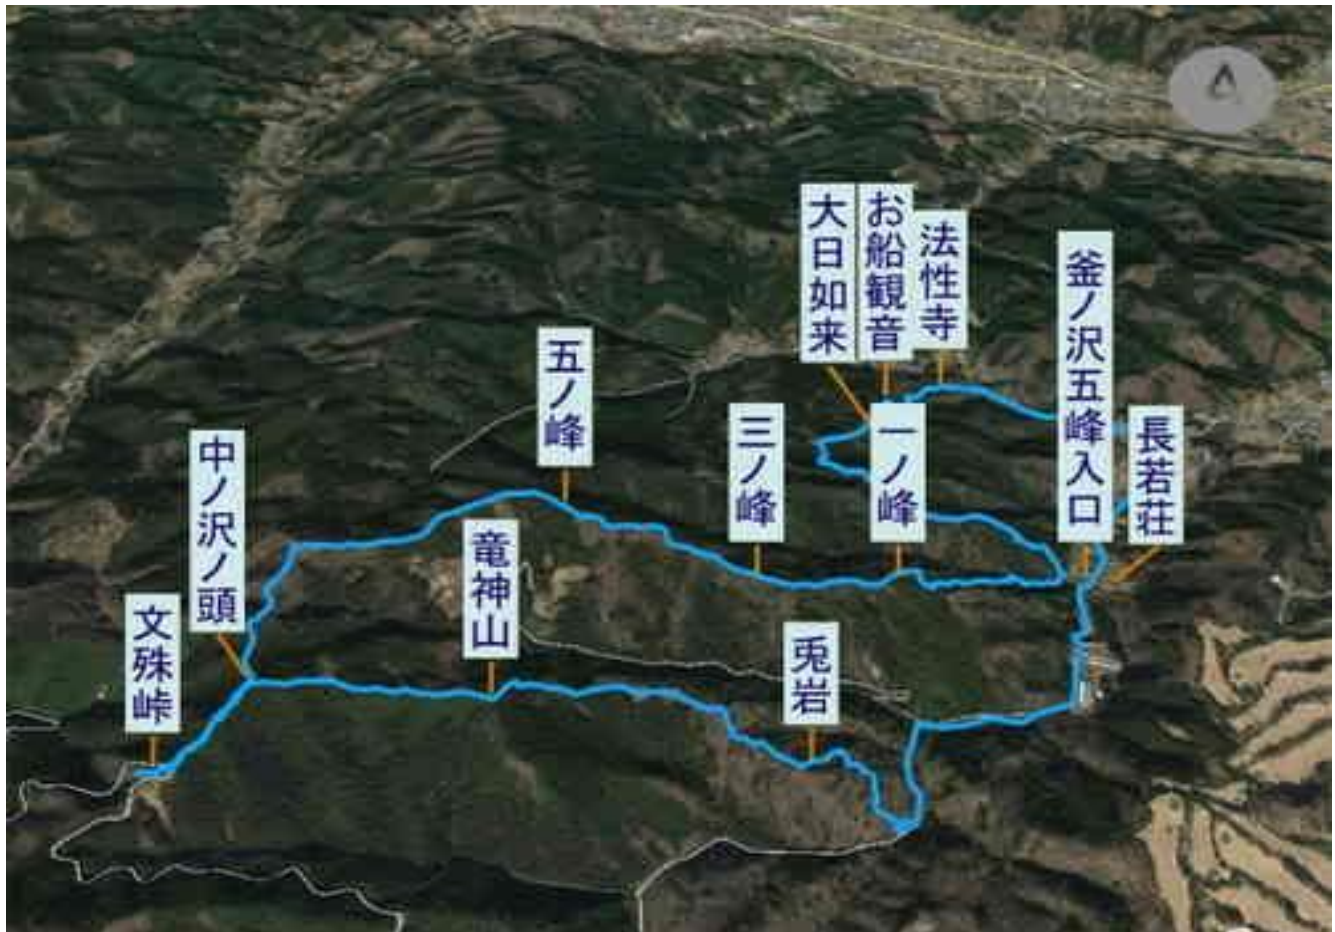 大日如来
お船観音
法性寺
釜ノ沢五峰入口
五ノ峰
三ノ峰
一ノ峰
長若荘
中ノ沢ノ頭
竜神山
文殊峠
兎岩